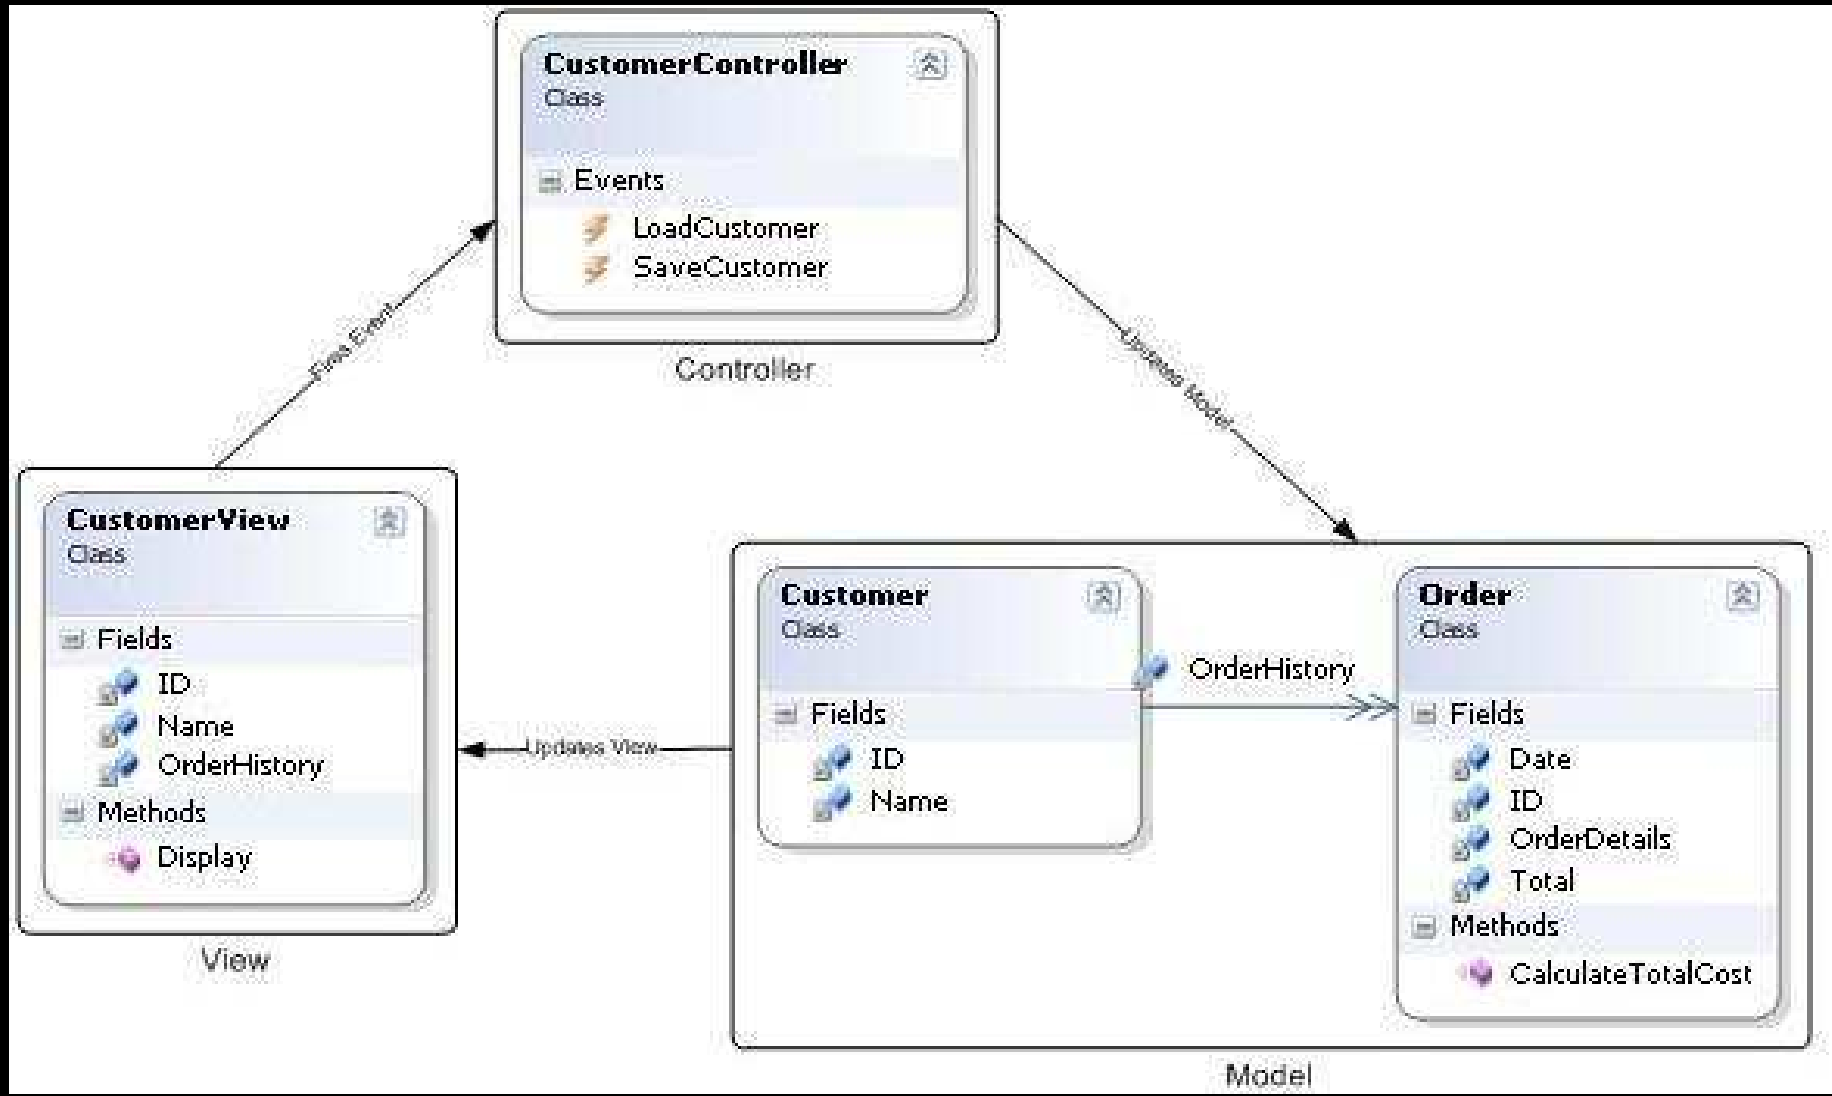 CustomerController
Class
Events
LoadCustomer
SaveCustomer
Controller
Fires Event
Updates Model
CustomerView
Class
Fields
ID
Name
OrderHistory
Methods
Display
View
Updates View
Customer
Class
Fields
ID
Name
OrderHistory
Order
Class
Fields
Date
ID
OrderDetails
Total
Methods
CalculateTotalCost
Model